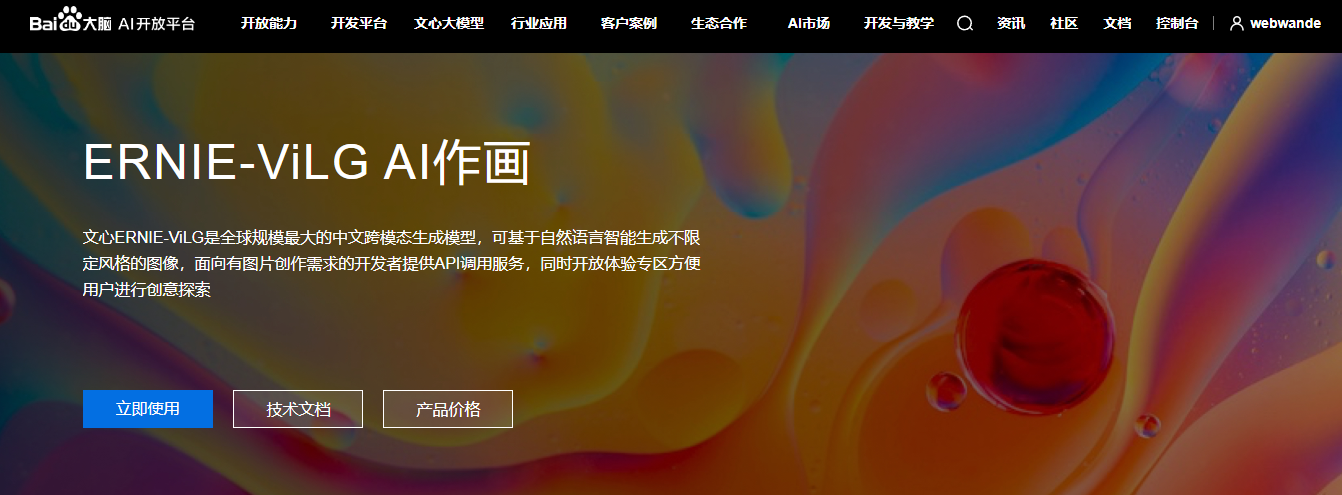 Bai du 大脑 AI开放平台 开放能力 开发平台 文心大模型 行业应用 客户案例 生态合作 AI市场 开发与教学 资讯 社区 文档 控制台 webwande
ERNIE-ViLG AI作画
文心ERNIE-ViLG是全球规模最大的中文跨模态生成模型，可基于自然语言智能生成不限
定风格的图像，面向有图片创作需求的开发者提供API调用服务，同时开放体验专区方便
用户进行创意探索
立即使用 技术文档 产品价格